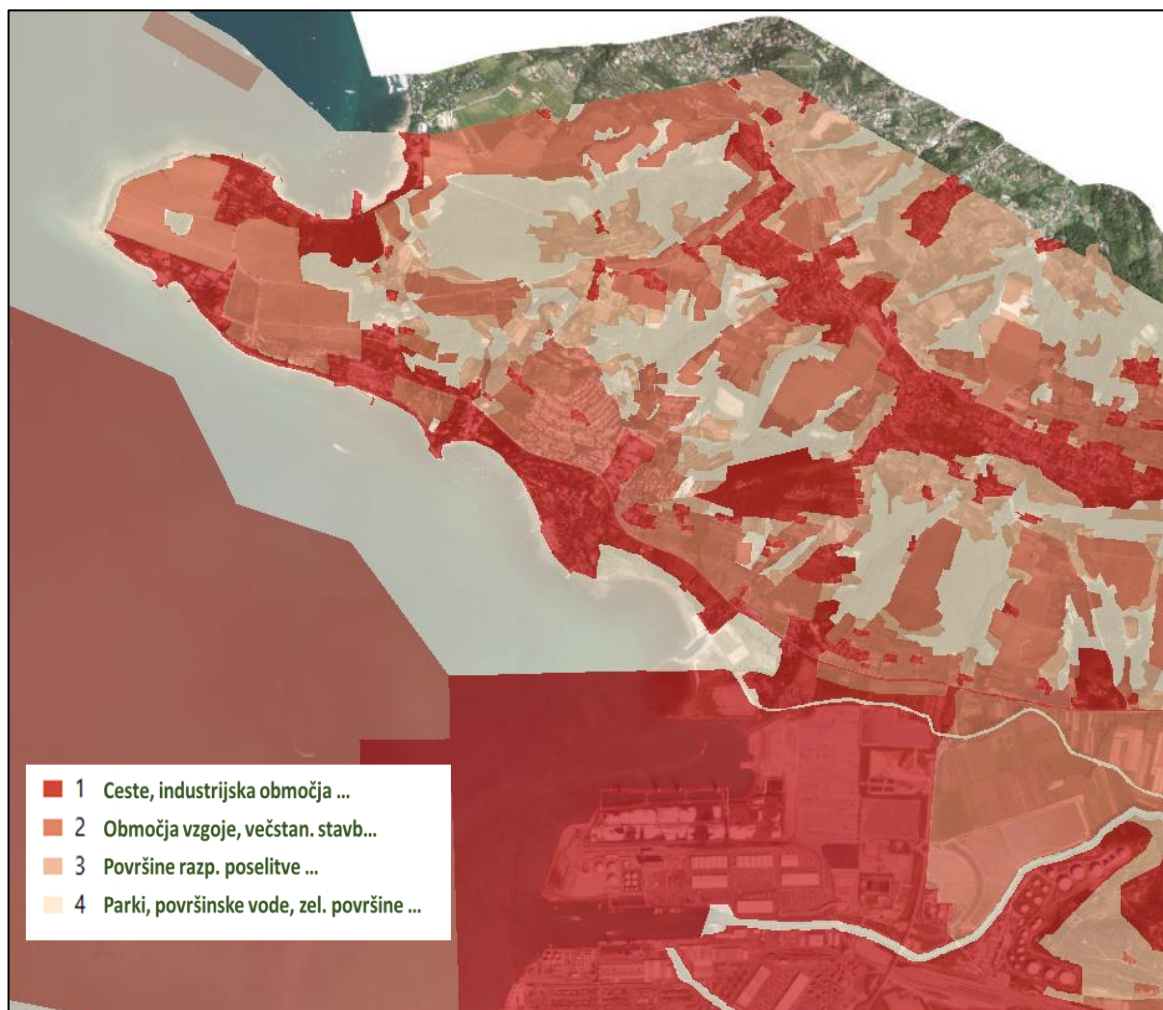 1 Ceste, industrijska območja ...
2 Območja vzgoje, večstan. stavb...
3 Površine razp. poselitve ...
4 Parki, površinske vode, zel. površine ...